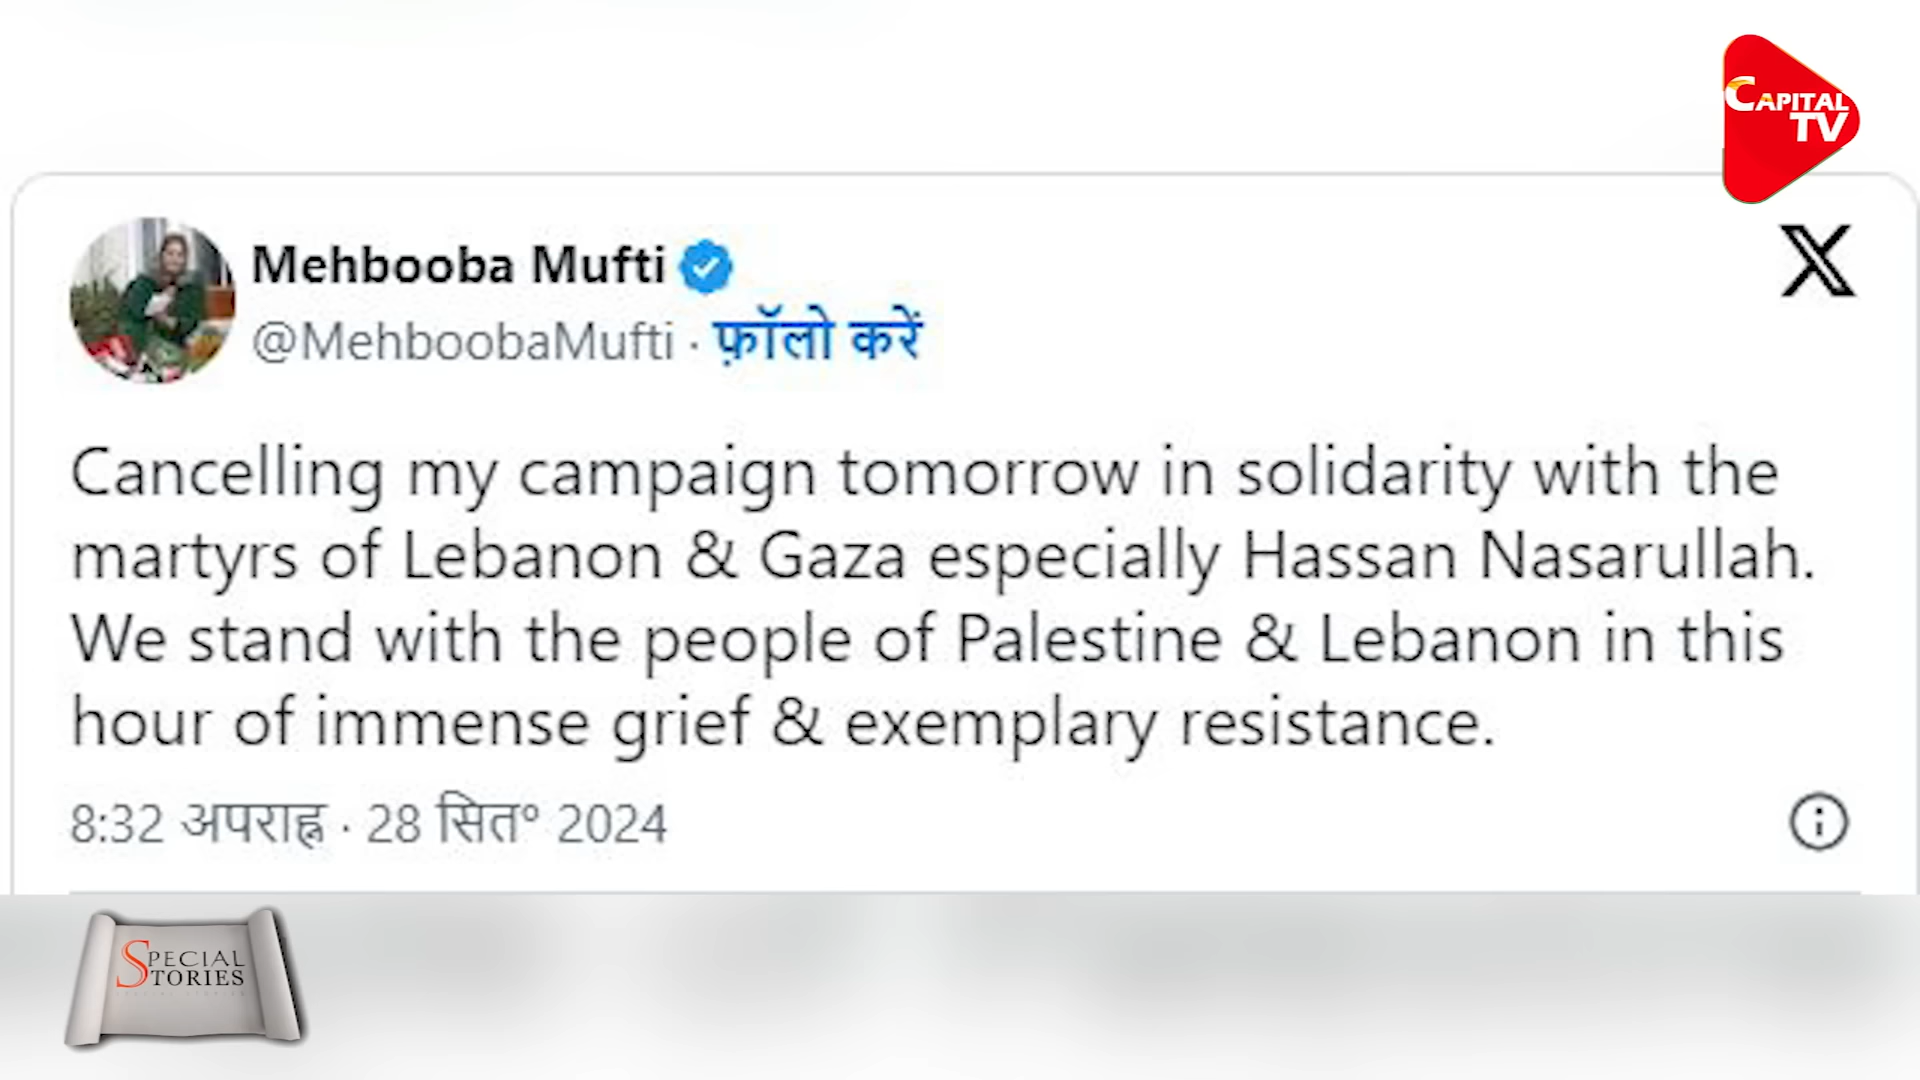 CAPITAL
TV
Mehbooba Mufti
@MehboobaMufti · फ़ॉलो करें
X
Cancelling my campaign tomorrow in solidarity with the
martyrs of Lebanon & Gaza especially Hassan Nasarullah.
We stand with the people of Palestine & Lebanon in this
hour of immense grief & exemplary resistance.
8:32 अपराह्न · 28 सित॰ 2024
SPECIAL
STORIES